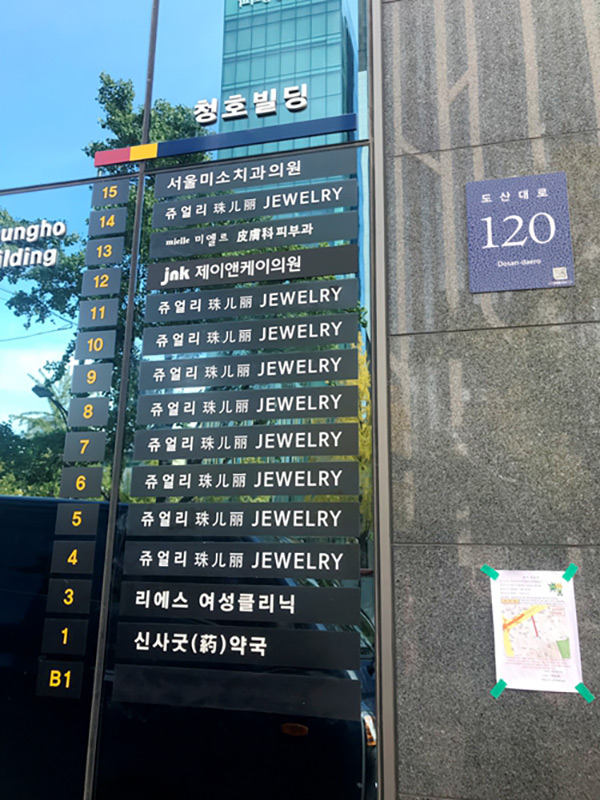 청호빌딩
ungho
ilding
15 서울미소치과의원
14 쥬얼리 珠儿丽 JEWELRY
13 mielle 미엘르 皮膚科피부과
12 jnk 제이앤케이의원
11 쥬얼리 珠儿丽 JEWELRY
10 쥬얼리 珠儿丽 JEWELRY
9 쥬얼리 珠儿丽 JEWELRY
8 쥬얼리 珠儿丽 JEWELRY
7 쥬얼리 珠儿丽 JEWELRY
6 쥬얼리 珠儿丽 JEWELRY
5 쥬얼리 珠儿丽 JEWELRY
4 쥬얼리 珠儿丽 JEWELRY
3 리에스 여성클리닉
1 신사굿(葯)약국
B1
도산대로
120
Dosan-daero